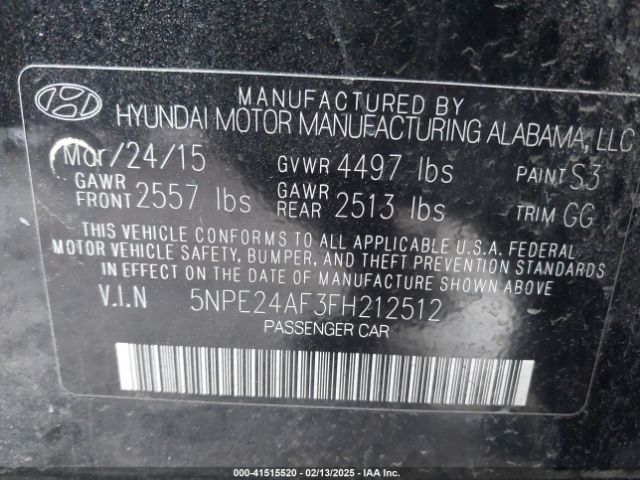 MANUFACTURED BY
HYUNDAI MOTOR MANUFACTURING ALABAMA, LLC
Mar/24/15 GVWR 4497 lbs PAINT S3
GAWR FRONT 2557 lbs GAWR REAR 2513 lbs TRIM GG
THIS VEHICLE CONFORMS TO ALL APPLICABLE U.S.A. FEDERAL
MOTOR VEHICLE SAFETY, BUMPER, AND THEFT PREVENTION STANDARDS
IN EFFECT ON THE DATE OF MANUFACTURE SHOWN ABOVE
V.I.N 5NPE24AF3FH212512
PASSENGER CAR
000-41515520 - 02/13/2025 - IAA Inc.